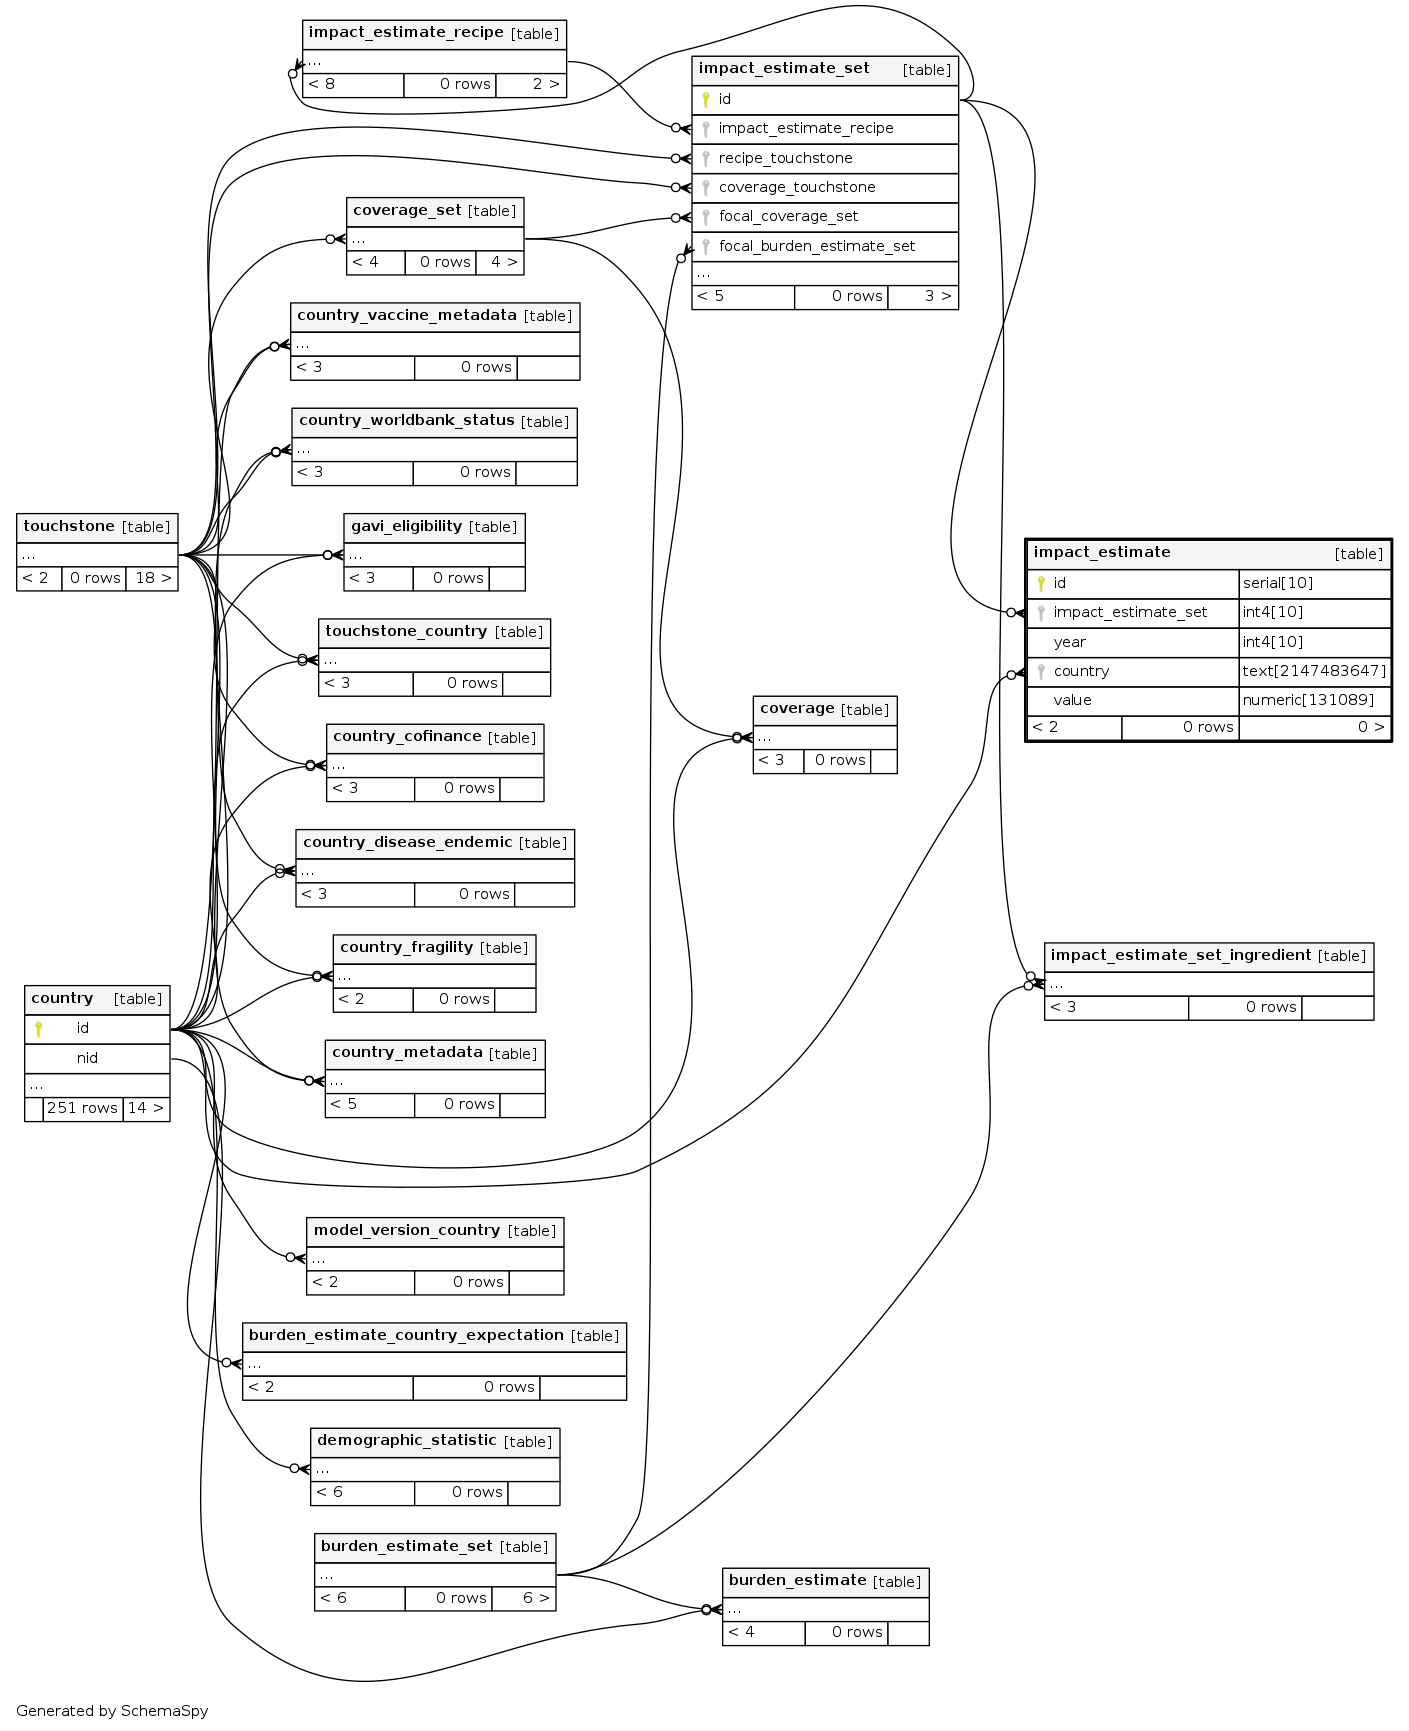 impact_estimate_recipe [table]
...
< 8 0 rows 2 >
impact_estimate_set [table]
id
impact_estimate_recipe
recipe_touchstone
coverage_touchstone
focal_coverage_set
focal_burden_estimate_set
...
< 5 0 rows 3 >
coverage_set [table]
...
< 4 0 rows 4 >
country_vaccine_metadata [table]
...
< 3 0 rows
country_worldbank_status [table]
...
< 3 0 rows
touchstone [table]
...
< 2 0 rows 18 >
gavi_eligibility [table]
...
< 3 0 rows
touchstone_country [table]
...
< 3 0 rows
impact_estimate [table]
id serial[10]
impact_estimate_set int4[10]
year int4[10]
country text[2147483647]
value numeric[131089]
< 2 0 rows 0 >
coverage [table]
...
< 3 0 rows
country_cofinance [table]
...
< 3 0 rows
country_disease_endemic [table]
...
< 3 0 rows
country_fragility [table]
...
< 2 0 rows
impact_estimate_set_ingredient [table]
...
< 3 0 rows
country [table]
id
nid
...
251 rows 14 >
country_metadata [table]
...
< 5 0 rows
model_version_country [table]
...
< 2 0 rows
burden_estimate_country_expectation [table]
...
< 2 0 rows
demographic_statistic [table]
...
< 6 0 rows
burden_estimate_set [table]
...
< 6 0 rows 6 >
burden_estimate [table]
...
< 4 0 rows
Generated by SchemaSpy